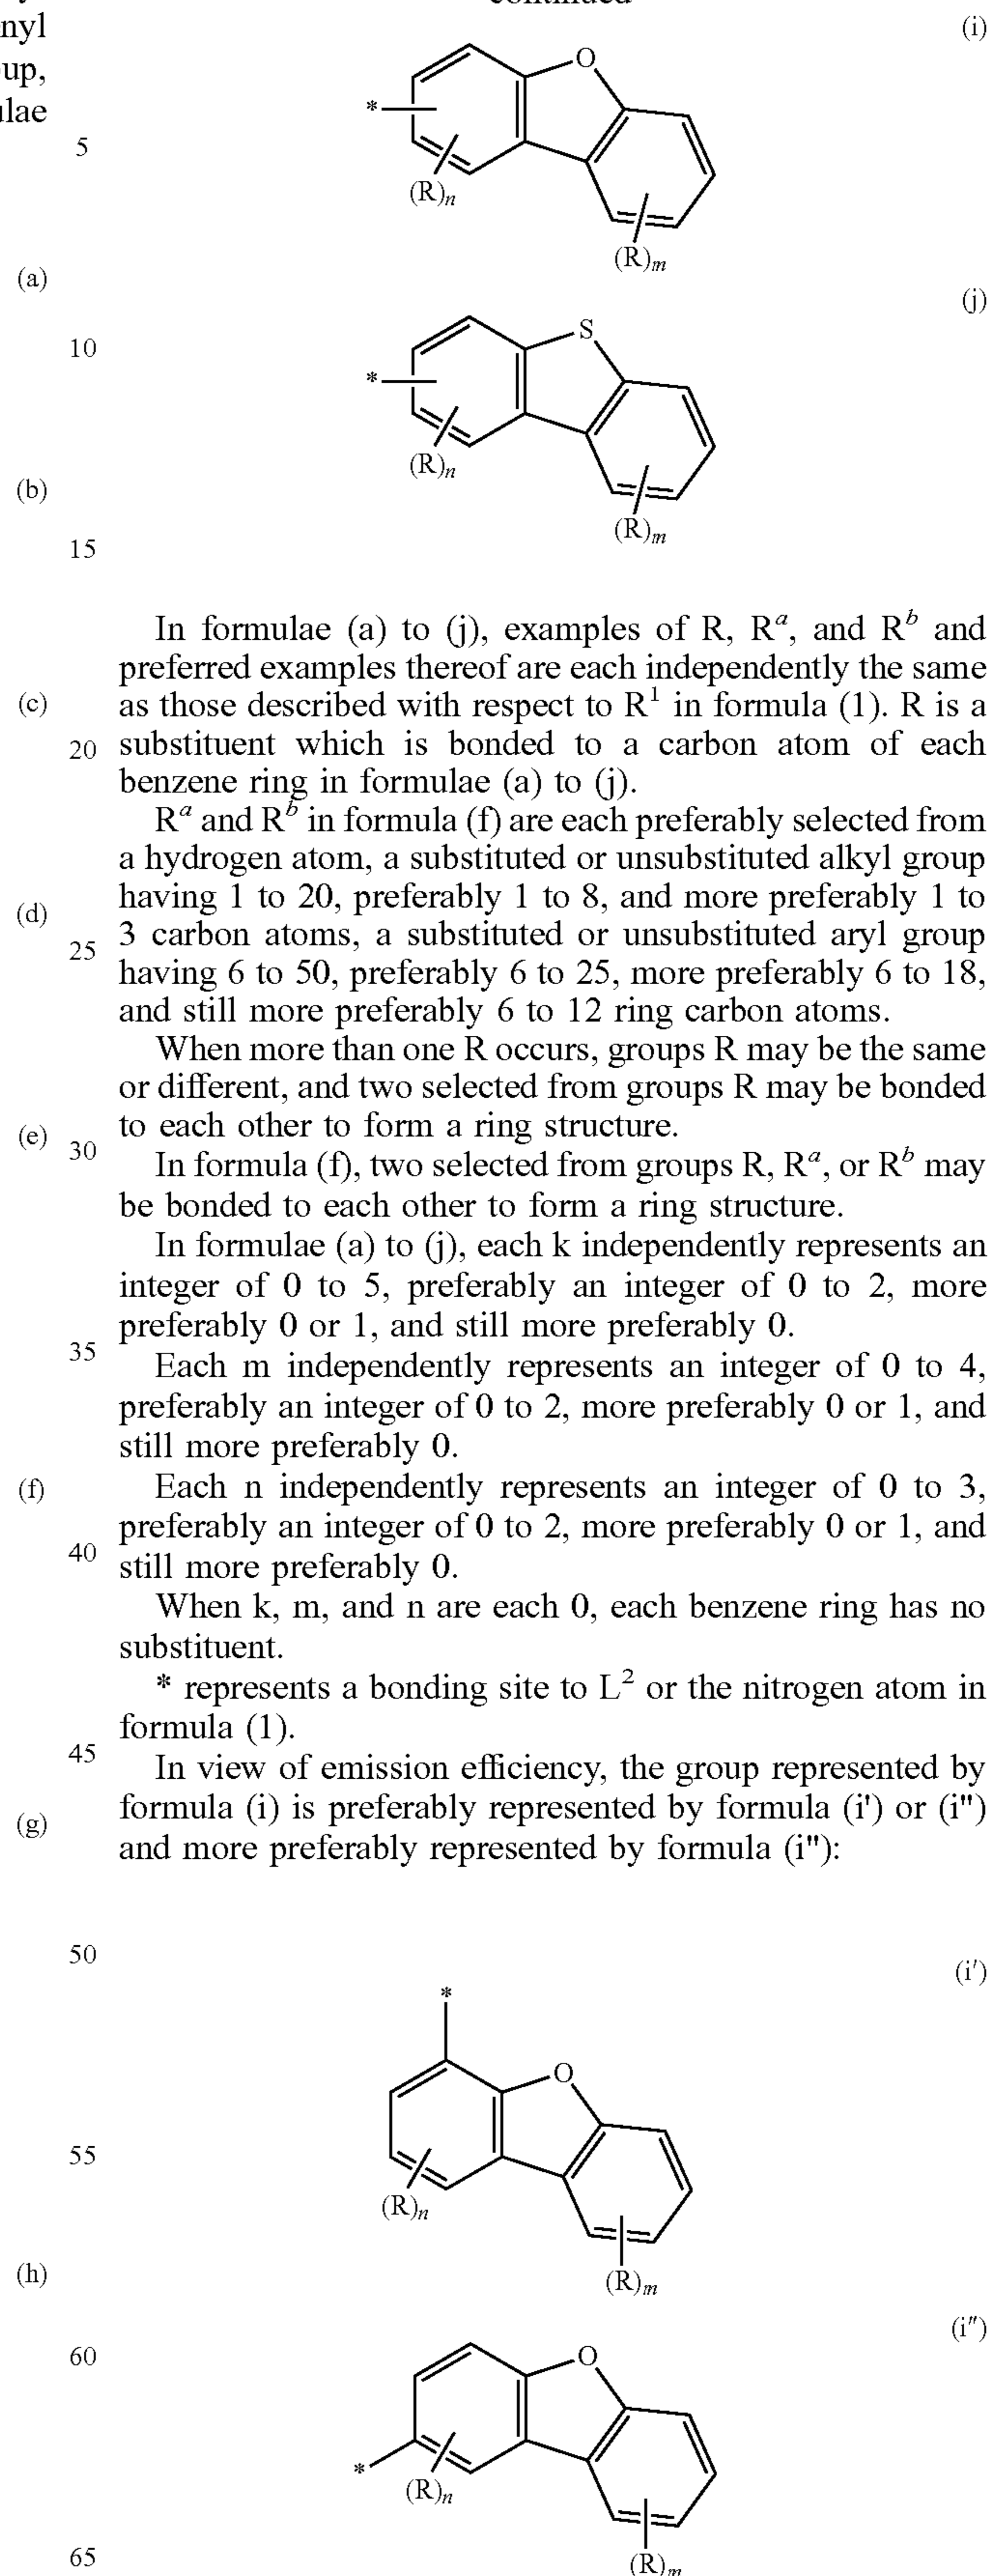 nyl
oup,
ulae
continued
(i)
O
*
5
(R)n
(R)m
(a)
(j)
S
10
*
(R)n
(b)
(R)m
15
In formulae (a) to (j), examples of R, Rᵃ, and Rᵇ and
preferred examples thereof are each independently the same
(c) as those described with respect to R¹ in formula (1). R is a
20 substituent which is bonded to a carbon atom of each
benzene ring in formulae (a) to (j).
Rᵃ and Rᵇ in formula (f) are each preferably selected from
a hydrogen atom, a substituted or unsubstituted alkyl group
having 1 to 20, preferably 1 to 8, and more preferably 1 to
(d)
25 3 carbon atoms, a substituted or unsubstituted aryl group
having 6 to 50, preferably 6 to 25, more preferably 6 to 18,
and still more preferably 6 to 12 ring carbon atoms.
When more than one R occurs, groups R may be the same
or different, and two selected from groups R may be bonded
(e) 30 to each other to form a ring structure.
In formula (f), two selected from groups R, Rᵃ, or Rᵇ may
be bonded to each other to form a ring structure.
In formulae (a) to (j), each k independently represents an
integer of 0 to 5, preferably an integer of 0 to 2, more
preferably 0 or 1, and still more preferably 0.
35
Each m independently represents an integer of 0 to 4,
preferably an integer of 0 to 2, more preferably 0 or 1, and
still more preferably 0.
(f) Each n independently represents an integer of 0 to 3,
preferably an integer of 0 to 2, more preferably 0 or 1, and
40 still more preferably 0.
When k, m, and n are each 0, each benzene ring has no
substituent.
* represents a bonding site to L² or the nitrogen atom in
formula (1).
45
In view of emission efficiency, the group represented by
(g) formula (i) is preferably represented by formula (i') or (i")
and more preferably represented by formula (i"):
50
(i')
*
O
55
(R)n
(h)
(R)m
(i")
60
O
*
(R)n
65
(R)m